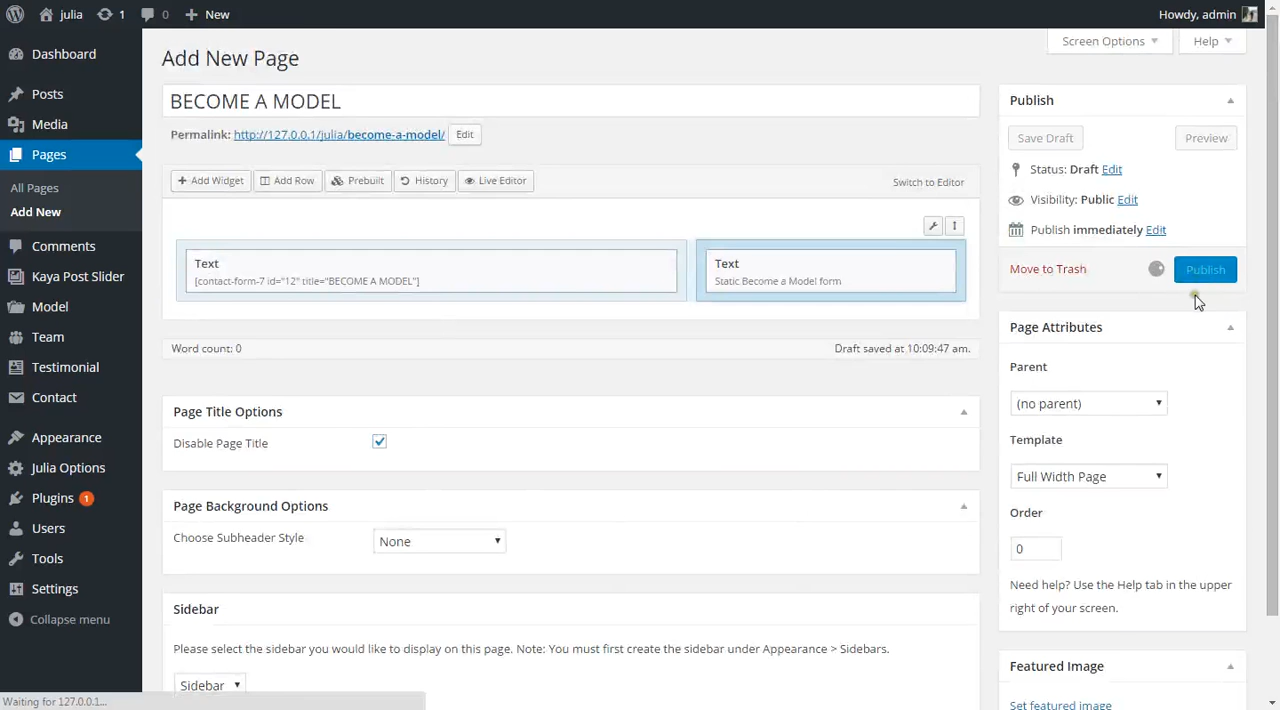 julia
1
0
New
Howdy, admin
Dashboard
Posts
Media
Pages
All Pages
Add New
Comments
Kaya Post Slider
Model
Team
Testimonial
Contact
Appearance
Julia Options
Plugins 1
Users
Tools
Settings
Collapse menu
Screen Options
Help
Add New Page
BECOME A MODEL
Permalink: http://127.0.0.1/julia/become-a-model/ Edit
Add Widget
Add Row
Prebuilt
History
Live Editor
Switch to Editor
Text
[contact-form-7 id="12" title="BECOME A MODEL"]
Text
Static Become a Model form
Word count: 0
Draft saved at 10:09:47 am.
Page Title Options
Disable Page Title
Page Background Options
Choose Subheader Style
None
Sidebar
Please select the sidebar you would like to display on this page. Note: You must first create the sidebar under Appearance > Sidebars.
Sidebar
Publish
Save Draft
Preview
Status: Draft Edit
Visibility: Public Edit
Publish immediately Edit
Move to Trash
Publish
Page Attributes
Parent
(no parent)
Template
Full Width Page
Order
0
Need help? Use the Help tab in the upper
right of your screen.
Featured Image
Set featured image
Waiting for 127.0.0.1...